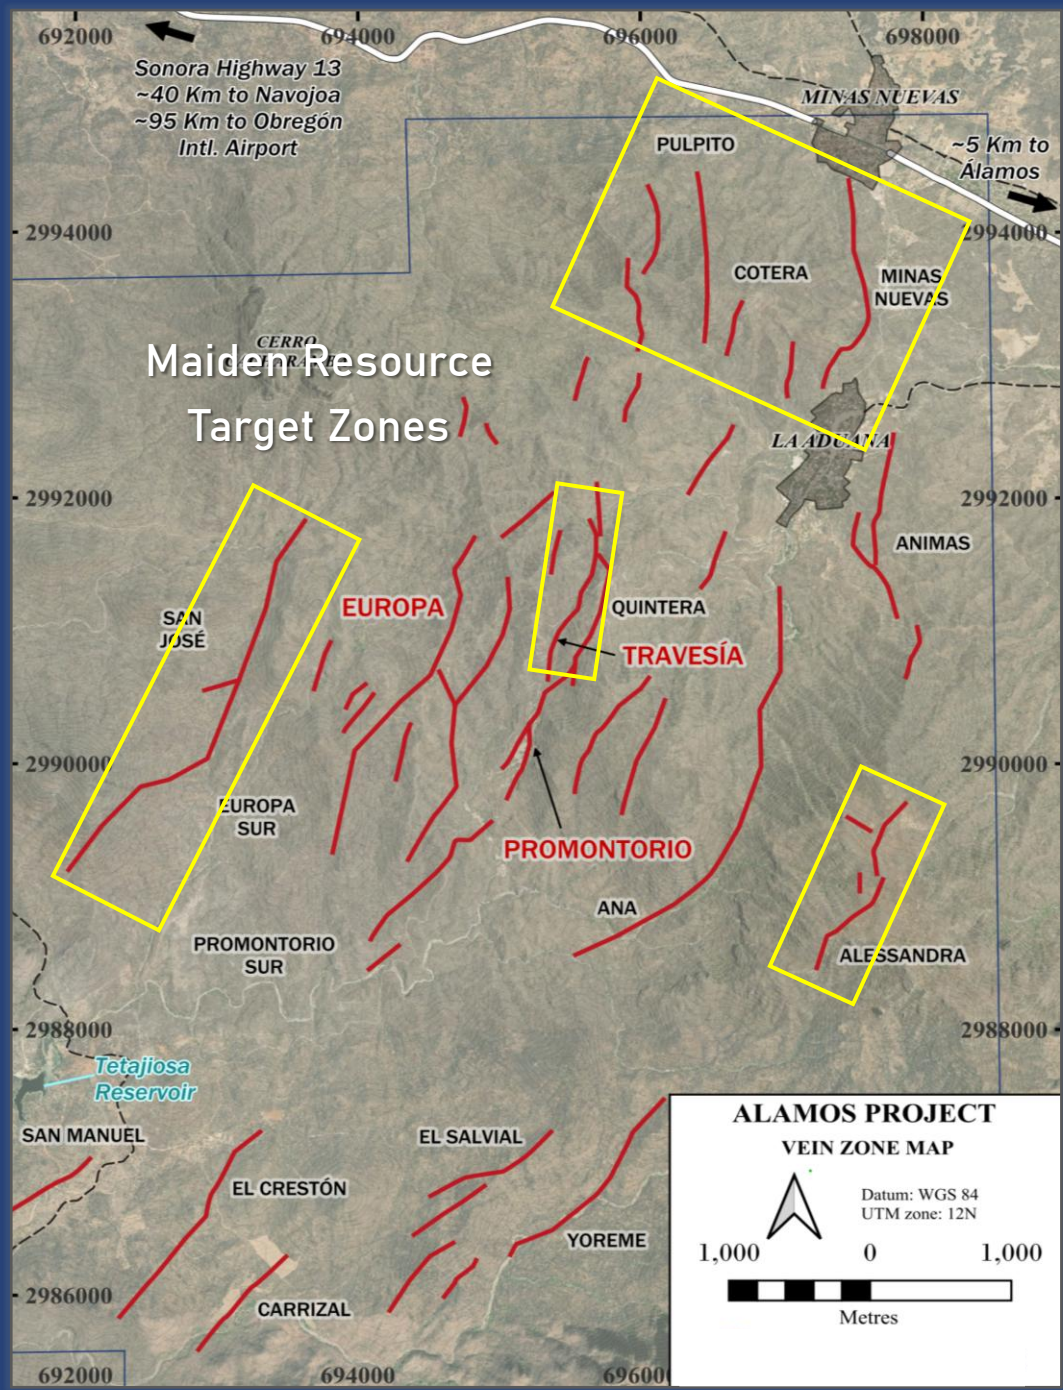 692000
694000
696000
698000
Sonora Highway 13
~40 Km to Navojoa
~95 Km to Obregón
Intl. Airport
MINAS NUEVAS
~5 Km to
Álamos
PULPITO
2994000
2994000
COTERA
MINAS
NUEVAS
CERRO
Maiden Resource
Target Zones
LA ADUANA
2992000
2992000
ANIMAS
SAN
JOSÉ
EUROPA
QUINTERA
TRAVESÍA
2990000
2990000
EUROPA
SUR
PROMONTORIO
ANA
PROMONTORIO
SUR
ALESSANDRA
2988000
2988000
Tetajiosa
Reservoir
SAN MANUEL
EL SALVIAL
EL CRESTÓN
YOREME
2986000
CARRIZAL
692000
694000
696000
ALAMOS PROJECT
VEIN ZONE MAP
Datum: WGS 84
UTM zone: 12N
1,000
0
1,000
Metres